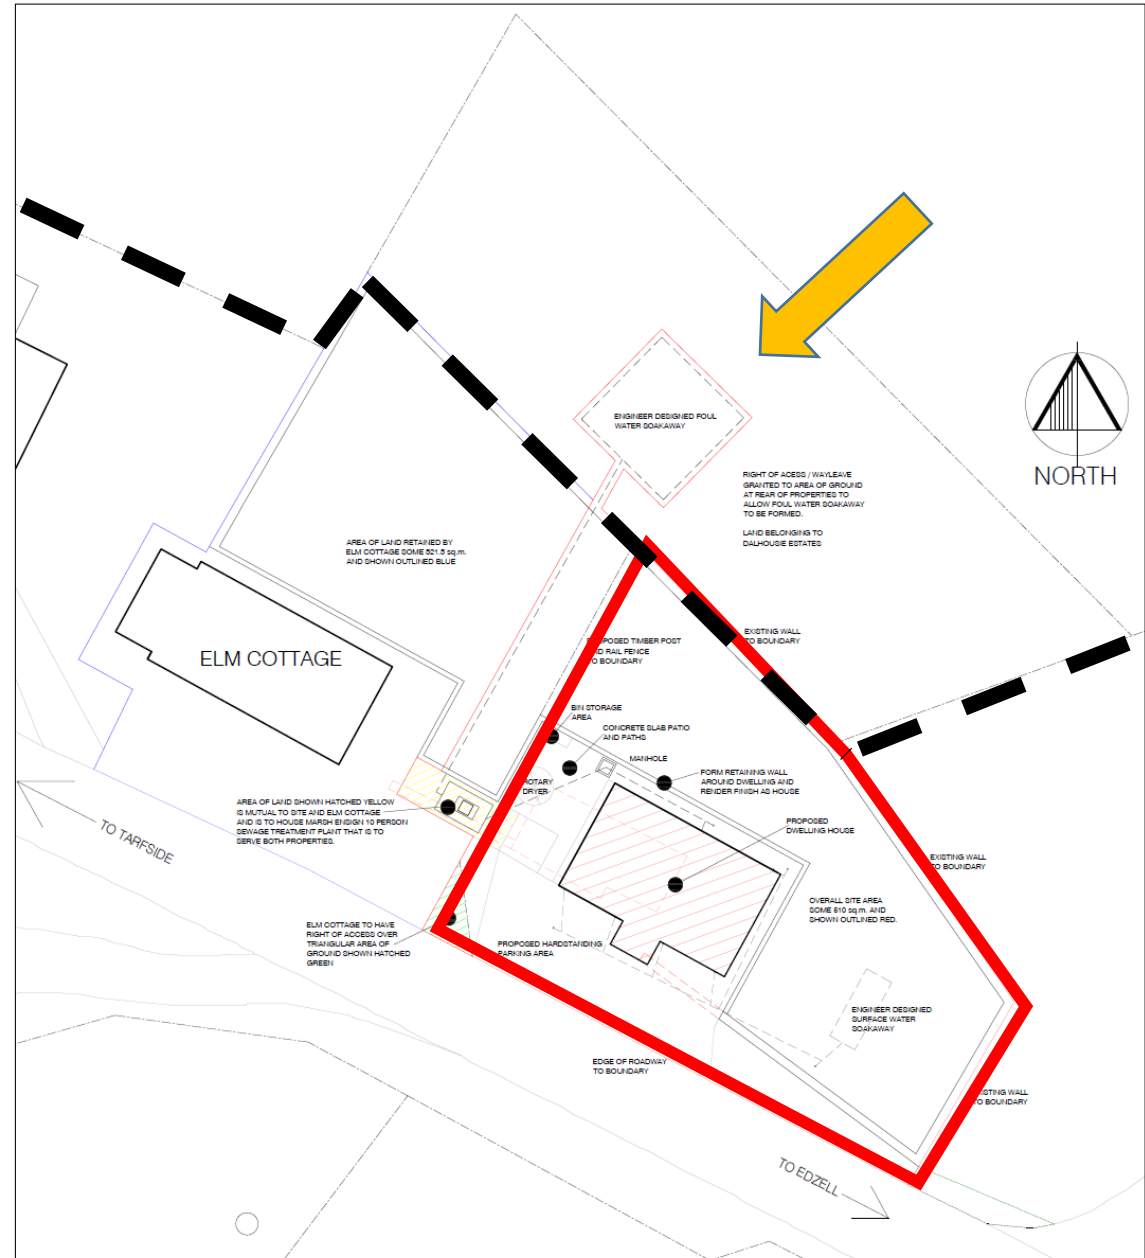 ENGINEER DESIGNED FOUL
WATER SOAKAWAY
NORTH
RIGHT OF ACESS / WAYLEAVE
GRANTED TO AREA OF GROUND
AT REAR OF PROPERTIES TO
ALLOW FOUL WATER SOAKAWAY
TO BE FORMED.
LAND BELONGING TO
DALHOUSIE ESTATES
AREA OF LAND RETAINED BY
ELM COTTAGE SOME 521.5 sq.m.
AND SHOWN OUTLINED BLUE
ELM COTTAGE
TIMBER POST
RAIL FENCE
BOUNDARY
EXISTING WALL
TO BOUNDARY
BIN STORAGE
AREA
CONCRETE SLAB PATIO
AND PATHS
MANHOLE
FORM RETAINING WALL
AROUND DWELLING AND
RENDER FINISH AS HOUSE
ROTARY
DRYER
PROPOSED
DWELLING HOUSE
AREA OF LAND SHOWN HATCHED YELLOW
IS MUTUAL TO SITE AND ELM COTTAGE
AND IS TO HOUSE MARSH ENSIGN 10 PERSON
SEWAGE TREATMENT PLANT THAT IS TO
SERVE BOTH PROPERTIES.
TO TARFSIDE
EXISTING WALL
TO BOUNDARY
OVERALL SITE AREA
SOME 610 sq.m. AND
SHOWN OUTLINED RED.
ELM COTTAGE TO HAVE
RIGHT OF ACCESS OVER
TRIANGULAR AREA OF
GROUND SHOWN HATCHED
GREEN
PROPOSED HARDSTANDING
PARKING AREA
ENGINEER DESIGNED
SURFACE WATER
SOAKAWAY
EDGE OF ROADWAY
TO BOUNDARY
EXISTING WALL
TO BOUNDARY
TO EDZELL